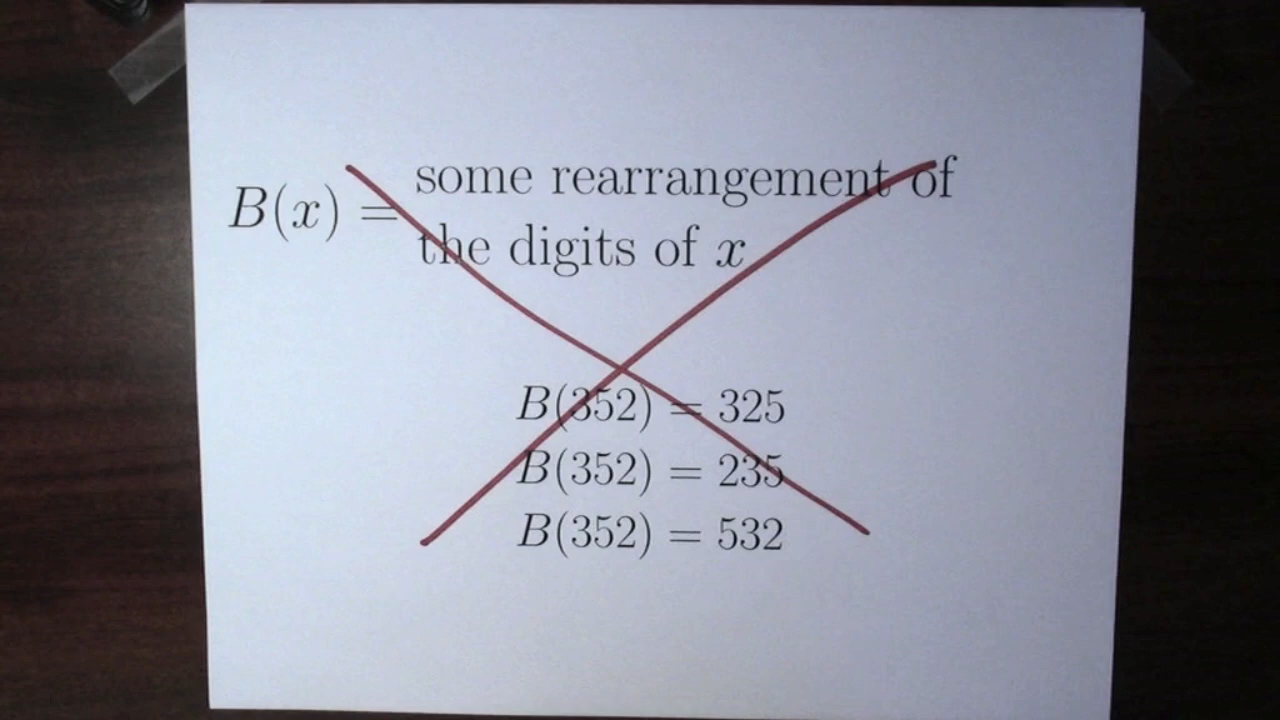 some rearrangement of
B(x) =
the digits of x
B(352) = 325
B(352) = 235
B(352) = 532